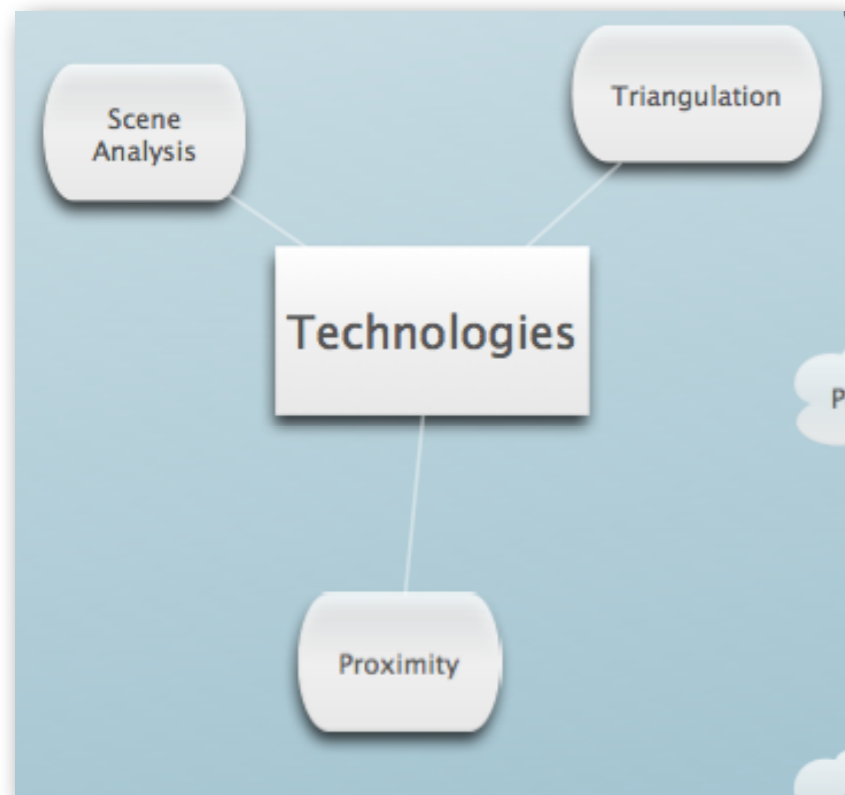 Scene
Analysis
Triangulation
Technologies
P
Proximity